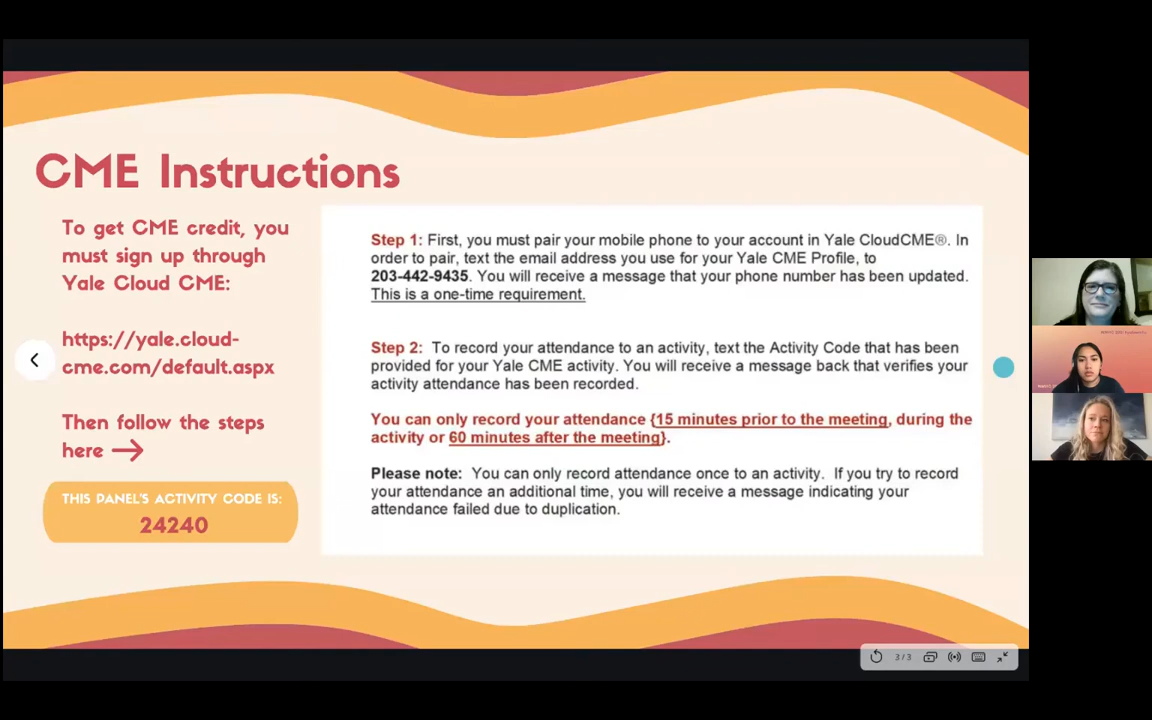 CME Instructions
To get CME credit, you
must sign up through
Yale Cloud CME:
https://yale.cloud-
cme.com/default.aspx
Then follow the steps
here
THIS PANEL'S ACTIVITY CODE IS:
24240
Step 1: First, you must pair your mobile phone to your account in Yale CloudCME®. In
order to pair, text the email address you use for your Yale CME Profile, to
203-442-9435. You will receive a message that your phone number has been updated.
This is a one-time requirement.
Step 2: To record your attendance to an activity, text the Activity Code that has been
provided for your Yale CME activity. You will receive a message back that verifies your
activity attendance has been recorded.
You can only record your attendance {15 minutes prior to the meeting, during the
activity or 60 minutes after the meeting}.
Please note: You can only record attendance once to an activity. If you try to record
your attendance an additional time, you will receive a message indicating your
attendance failed due to duplication.
3/3